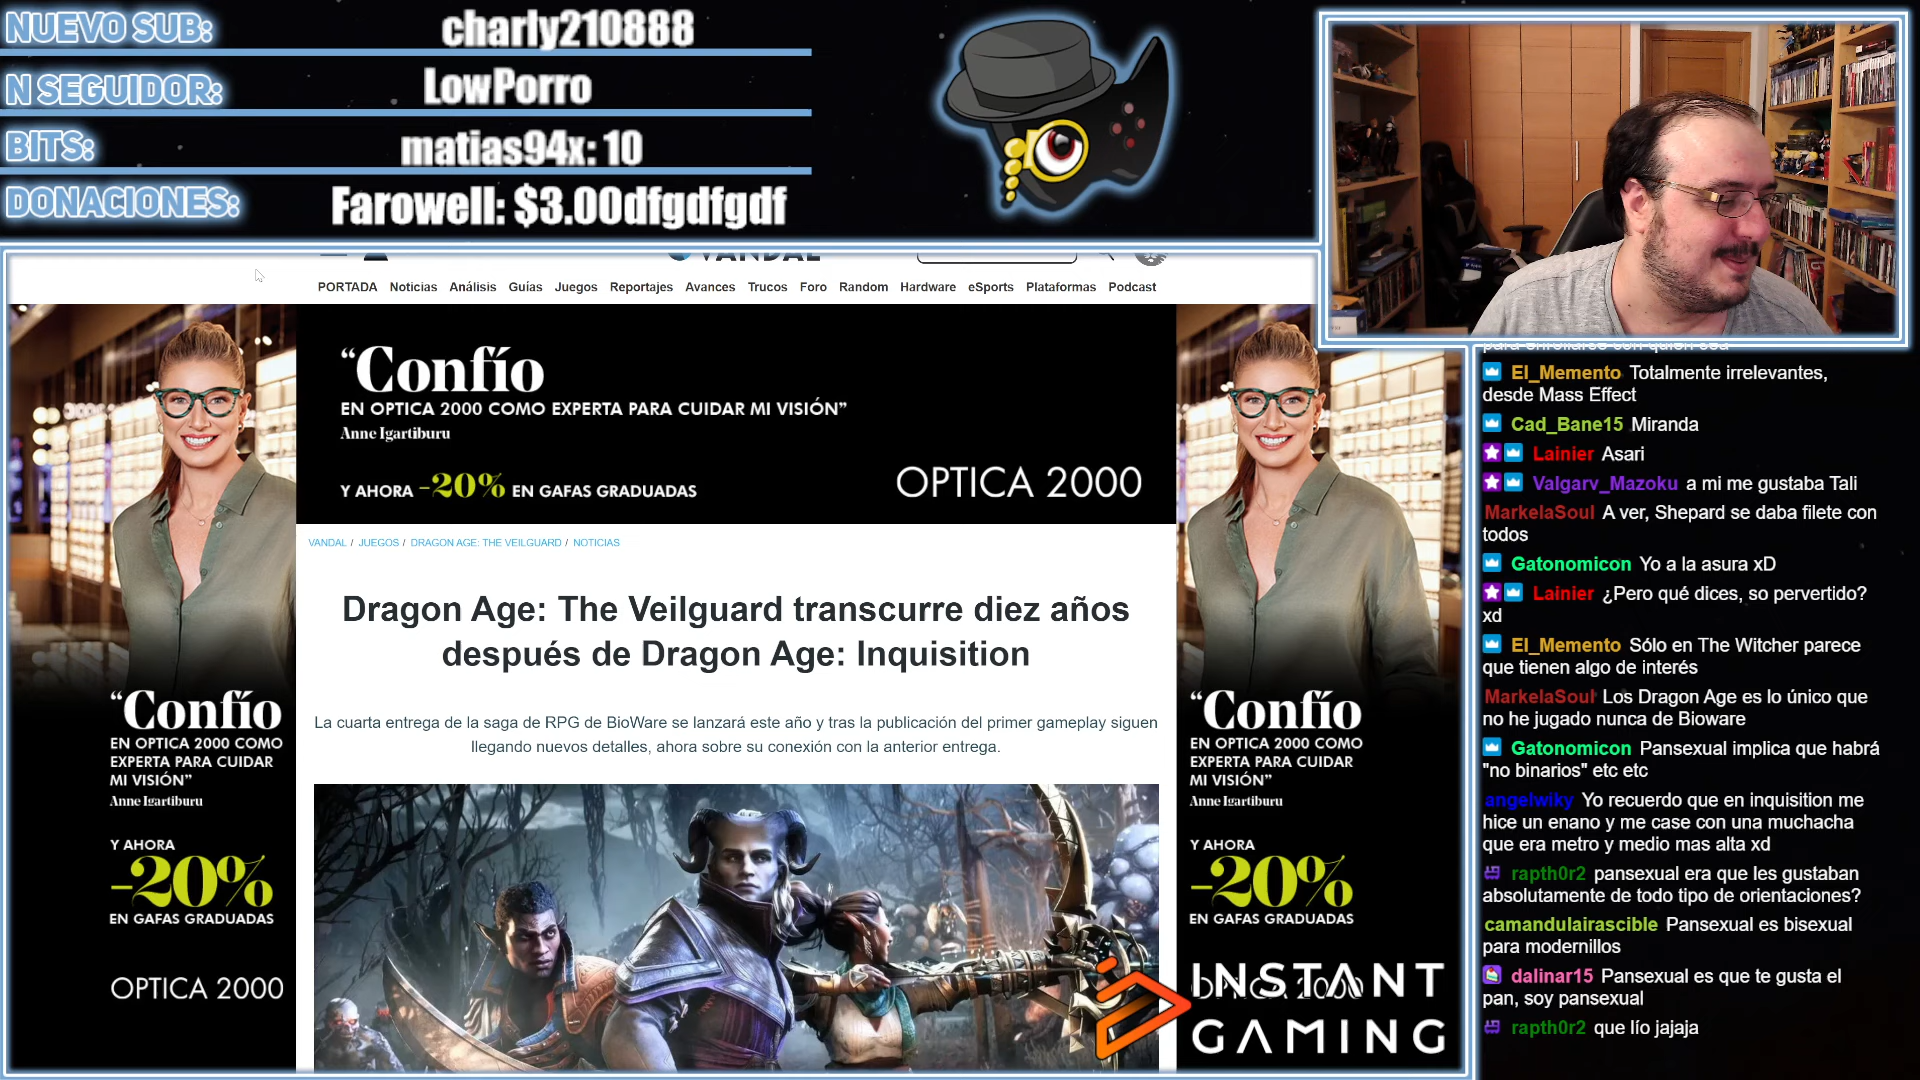 NUEVO SUB: charly210888
N SEGUIDOR: LowPorro
BITS: matias94x: 10
DONACIONES: Farowell: $3.00dfgdfgdf
VANDAL
PORTADA Noticias Análisis Guías Juegos Reportajes Avances Trucos Foro Random Hardware eSports Plataformas Podcast
“Confío
EN OPTICA 2000 COMO EXPERTA PARA CUIDAR MI VISIÓN”
Anne Igartiburu
Y AHORA -20% EN GAFAS GRADUADAS
OPTICA 2000
VANDAL / JUEGOS / DRAGON AGE: THE VEILGUARD / NOTICIAS
Dragon Age: The Veilguard transcurre diez años
después de Dragon Age: Inquisition
La cuarta entrega de la saga de RPG de BioWare se lanzará este año y tras la publicación del primer gameplay siguen
llegando nuevos detalles, ahora sobre su conexión con la anterior entrega.
“Confío
EN OPTICA 2000 COMO
EXPERTA PARA CUIDAR
MI VISIÓN”
Anne Igartiburu
Y AHORA
-20%
EN GAFAS GRADUADAS
OPTICA 2000
“Confío
EN OPTICA 2000 COMO
EXPERTA PARA CUIDAR
MI VISIÓN”
Anne Igartiburu
Y AHORA
-20%
EN GAFAS GRADUADAS
OPTICA 2000
INSTANT
GAMING
para enrollarse con quien sea
El_Memento Totalmente irrelevantes,
desde Mass Effect
Cad_Bane15 Miranda
Lainier Asari
Valgarv_Mazoku a mi me gustaba Tali
MarkelaSoul A ver, Shepard se daba filete con
todos
Gatonomicon Yo a la asura xD
Lainier ¿Pero qué dices, so pervertido?
xd
El_Memento Sólo en The Witcher parece
que tienen algo de interés
MarkelaSoul Los Dragon Age es lo único que
no he jugado nunca de Bioware
Gatonomicon Pansexual implica que habrá
"no binarios" etc etc
angelwiky Yo recuerdo que en inquisition me
hice un enano y me case con una muchacha
que era metro y medio mas alta xd
rapth0r2 pansexual era que les gustaban
absolutamente de todo tipo de orientaciones?
camandulairascible Pansexual es bisexual
para modernillos
dalinar15 Pansexual es que te gusta el
pan, soy pansexual
rapth0r2 que lío jajaja